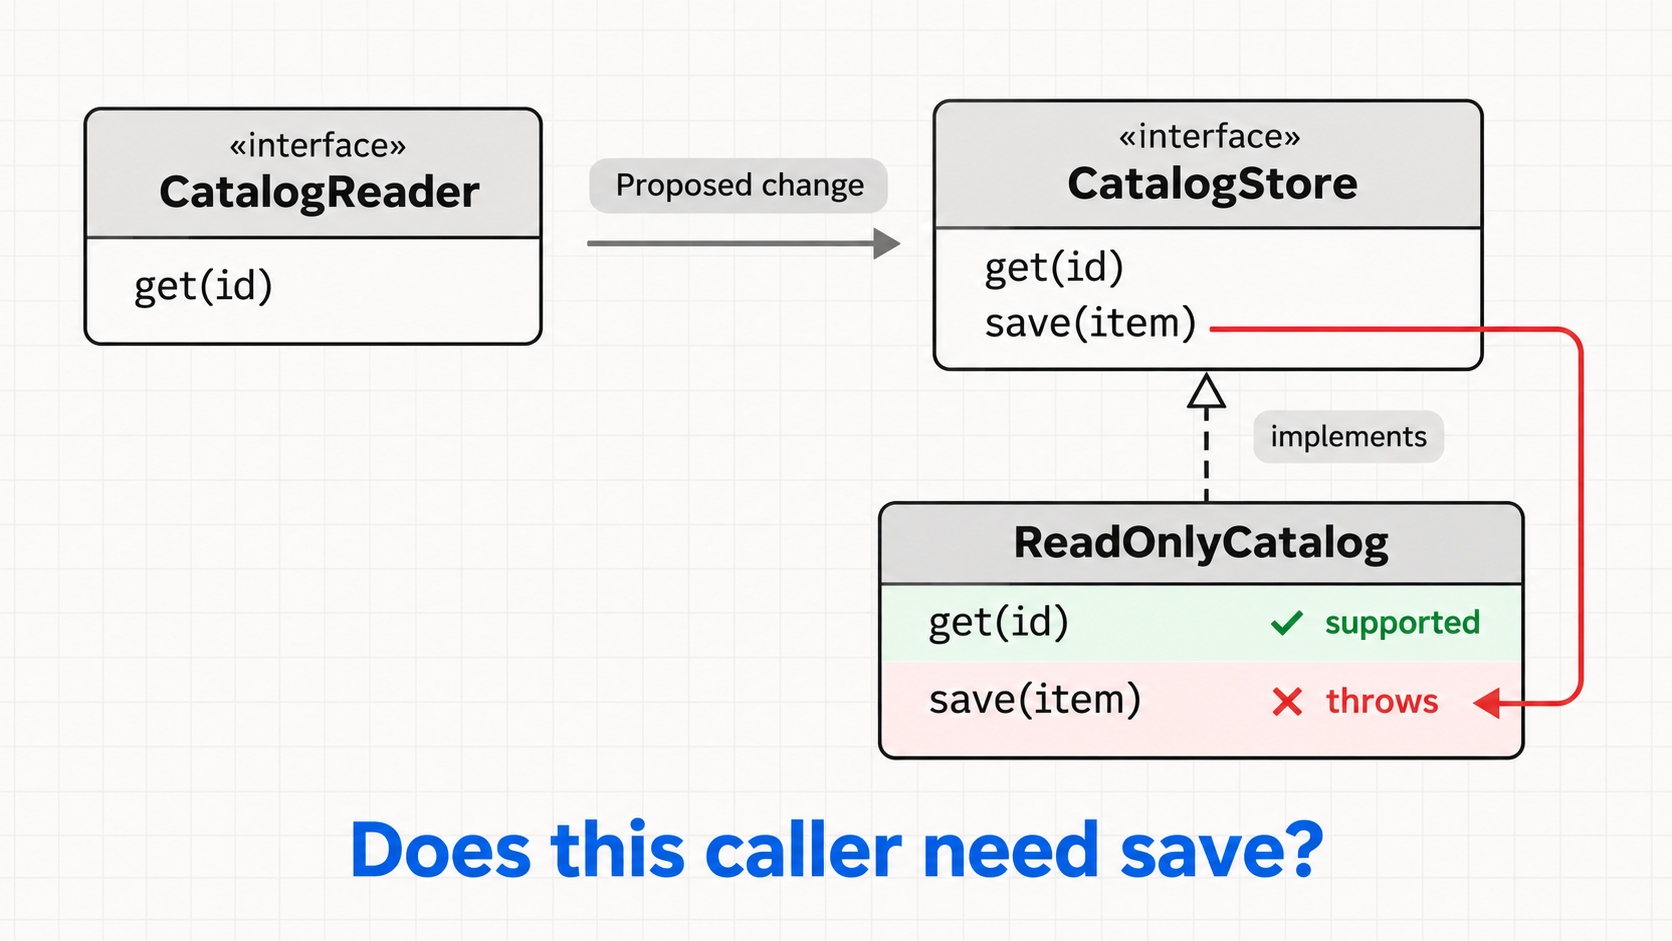 «interface»
CatalogReader
get(id)
Proposed change
«interface»
CatalogStore
get(id)
save(item)
implements
ReadOnlyCatalog
get(id) ✓ supported
save(item) ✗ throws
Does this caller need save?